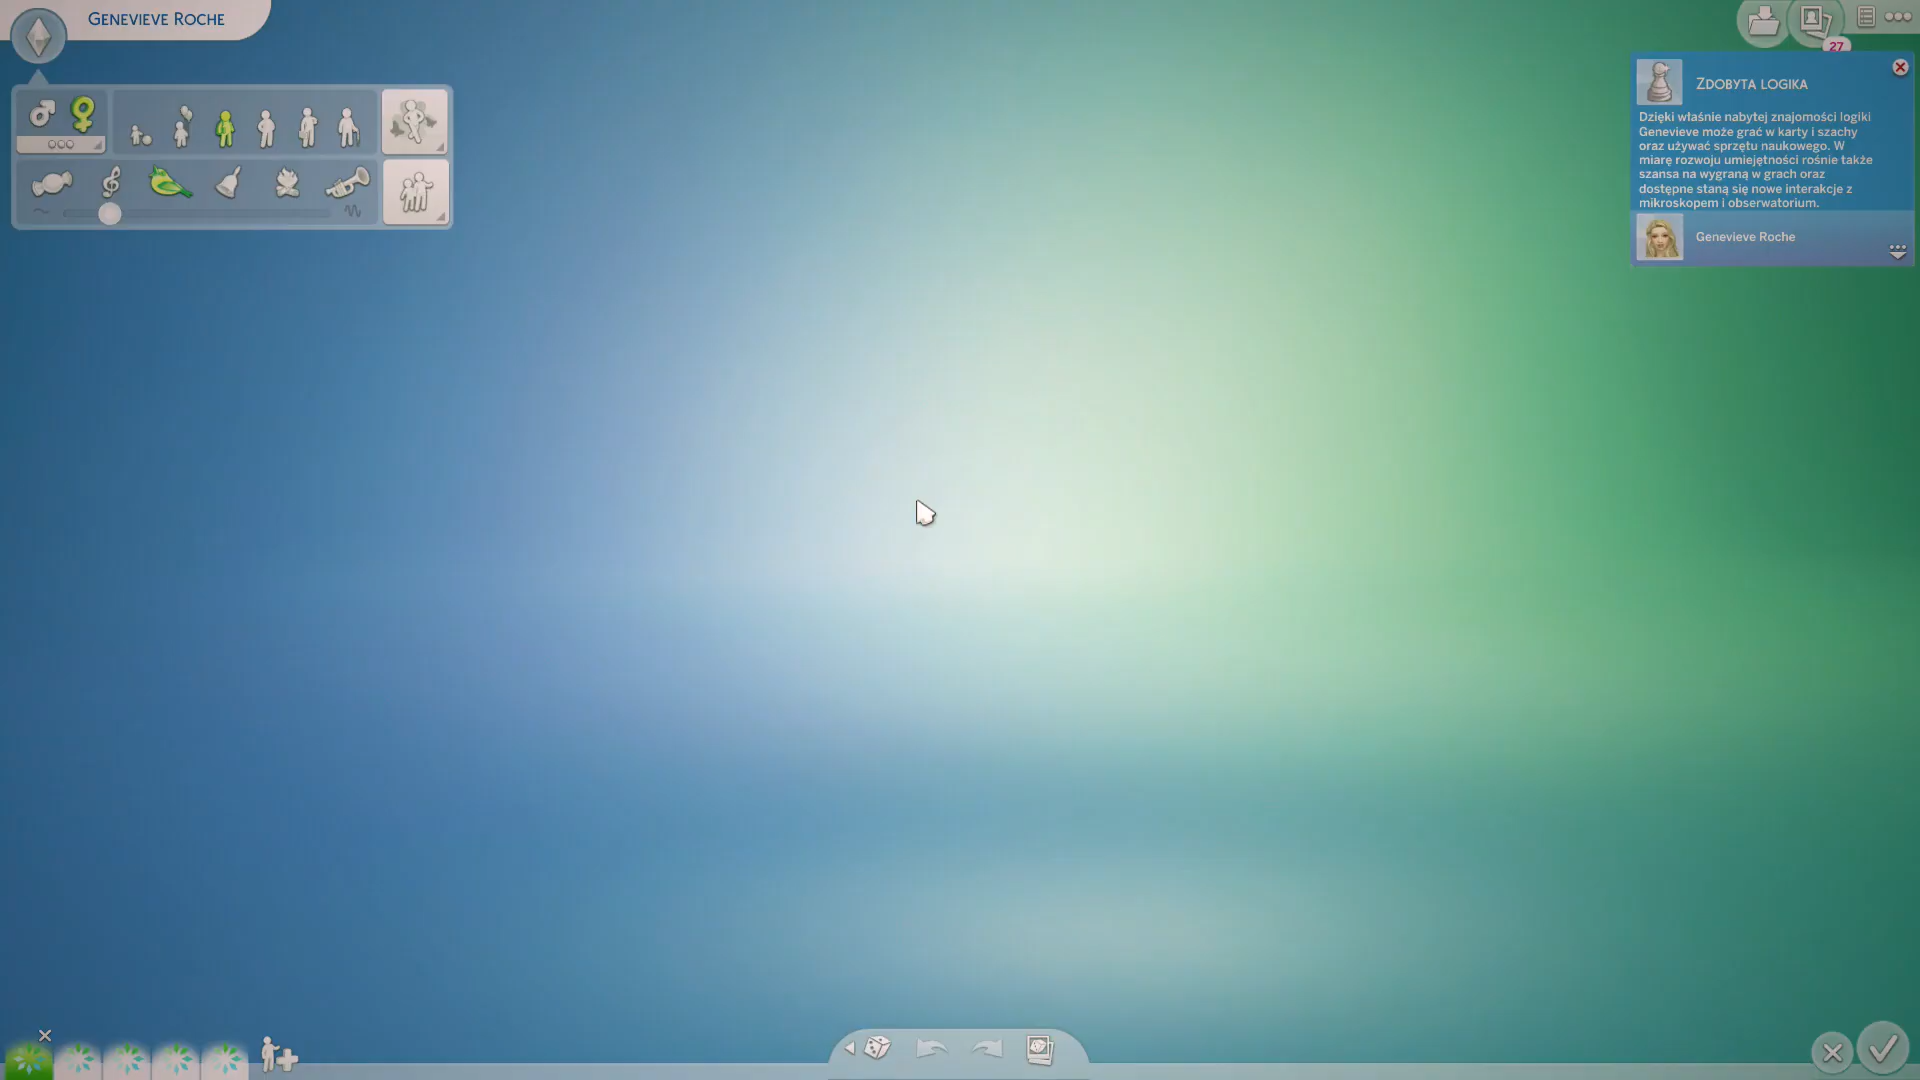 GENEVIEVE ROCHE
27
ZDOBYTA LOGIKA
Dzięki właśnie nabytej znajomości logiki
Genevieve może grać w karty i szachy
oraz używać sprzętu naukowego. W
miarę rozwoju umiejętności rośnie także
szansa na wygraną w grach oraz
dostępne staną się nowe interakcje z
mikroskopem i obserwatorium.
Genevieve Roche